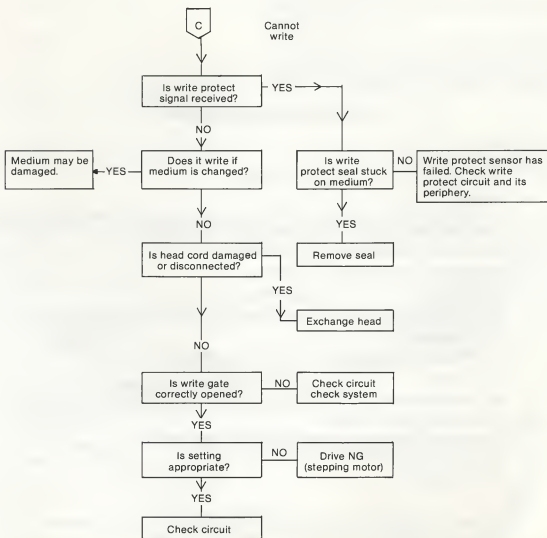 C
Cannot
write
Is write protect
signal received?
YES
NO
Medium may be
damaged.
YES
Does it write if
medium is changed?
Is write
protect seal stuck
on medium?
NO
Write protect sensor has
failed. Check write
protect circuit and its
periphery.
NO
YES
Remove seal
Is head cord damaged
or disconnected?
YES
Exchange head
NO
Is write gate
correctly opened?
NO
Check circuit
check system
YES
Is setting
appropriate?
NO
Drive NG
(stepping motor)
YES
Check circuit